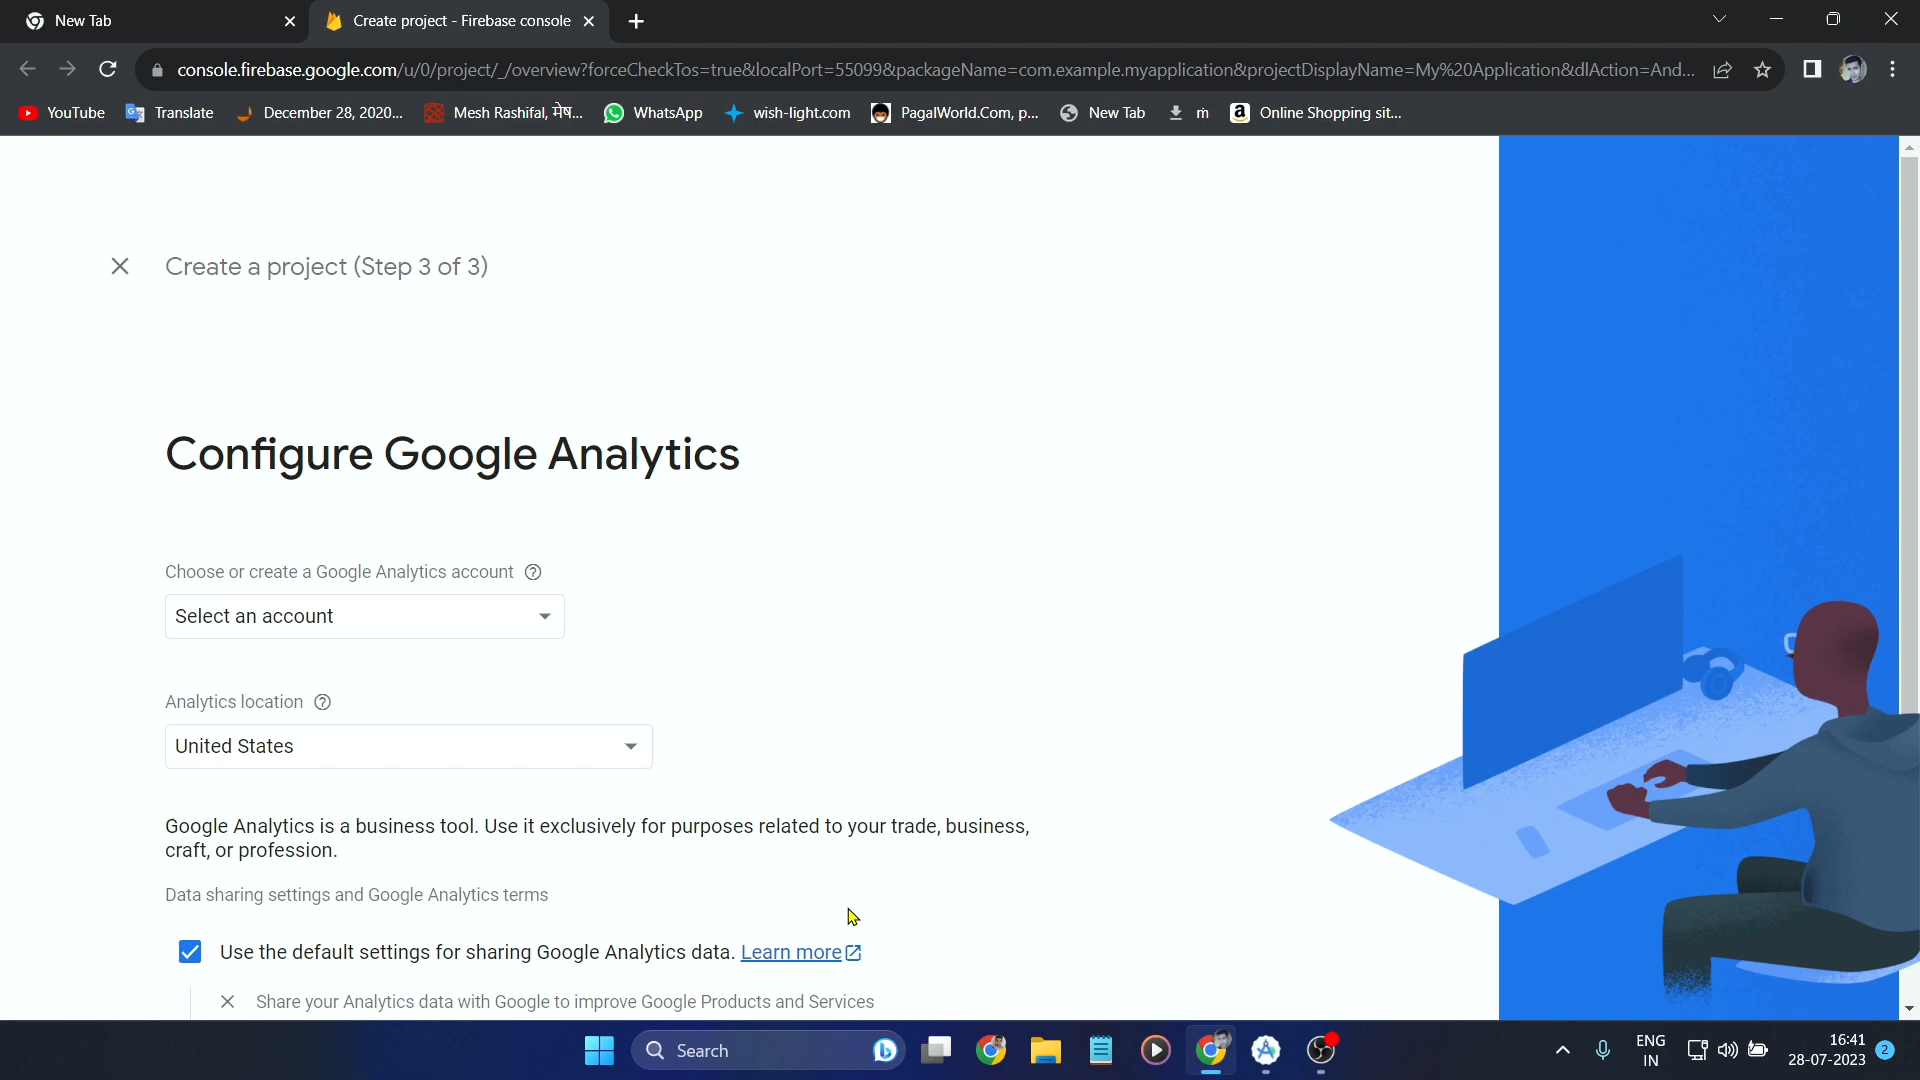 New Tab
Create project - Firebase console
console.firebase.google.com/u/0/project/_/overview?forceCheckTos=true&localPort=55099&packageName=com.example.myapplication&projectDisplayName=My%20Application&dlAction=And...
YouTube
Translate
December 28, 2020...
Mesh Rashifal, मेष...
WhatsApp
wish-light.com
PagalWorld.Com, p...
New Tab
Online Shopping sit...
Create a project (Step 3 of 3)
Configure Google Analytics
Choose or create a Google Analytics account
Select an account
Analytics location
United States
Google Analytics is a business tool. Use it exclusively for purposes related to your trade, business,
craft, or profession.
Data sharing settings and Google Analytics terms
Use the default settings for sharing Google Analytics data. Learn more
Share your Analytics data with Google to improve Google Products and Services
Search
ENG
IN
16:41
28-07-2023
2